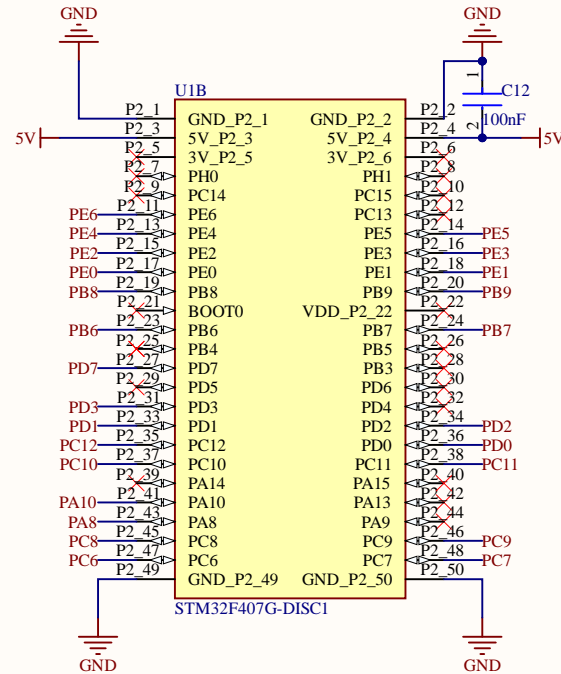 GND GND
C12
1
100nF
2
U1B
P2_1 GND_P2_1 GND_P2_2 P2_2
5V P2_3 5V_P2_3 5V_P2_4 P2_4 5V
P2_5 3V_P2_5 3V_P2_6 P2_6
P2_7 PH0 PH1 P2_8
P2_9 PC14 PC15 P2_10
PE6 P2_11 PE6 PC13 P2_12
PE4 P2_13 PE4 PE5 P2_14 PE5
PE2 P2_15 PE2 PE3 P2_16 PE3
PE0 P2_17 PE0 PE1 P2_18 PE1
PB8 P2_19 PB8 PB9 P2_20 PB9
P2_21 BOOT0 VDD_P2_22 P2_22
PB6 P2_23 PB6 PB7 P2_24 PB7
P2_25 PB4 PB5 P2_26
PD7 P2_27 PD7 PB3 P2_28
P2_29 PD5 PD6 P2_30
PD3 P2_31 PD3 PD4 P2_32
PD1 P2_33 PD1 PD2 P2_34 PD2
PC12 P2_35 PC12 PD0 P2_36 PD0
PC10 P2_37 PC10 PC11 P2_38 PC11
P2_39 PA14 PA15 P2_40
PA10 P2_41 PA10 PA13 P2_42
PA8 P2_43 PA8 PA9 P2_44
PC8 P2_45 PC8 PC9 P2_46 PC9
PC6 P2_47 PC6 PC7 P2_48 PC7
P2_49 GND_P2_49 GND_P2_50 P2_50
STM32F407G-DISC1
GND GND